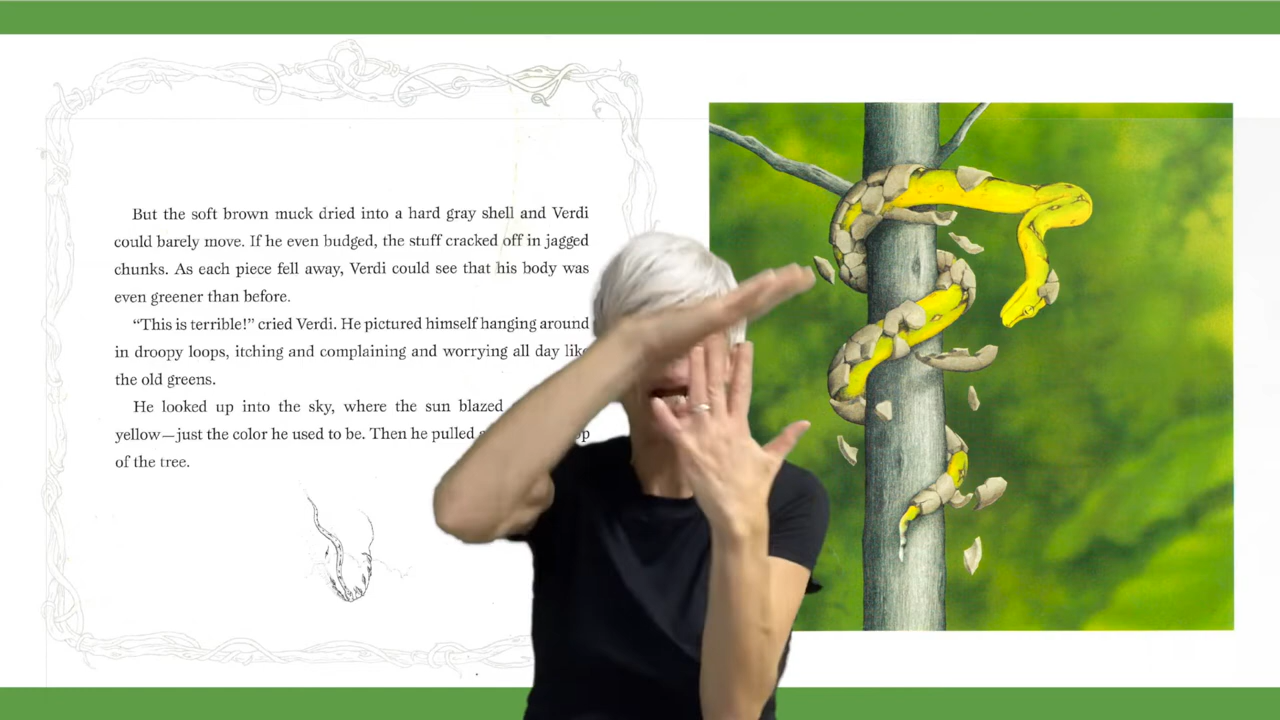 But the soft brown muck dried into a hard gray shell and Verdi
could barely move. If he even budged, the stuff cracked off in jagged
chunks. As each piece fell away, Verdi could see that his body was
even greener than before.
“This is terrible!” cried Verdi. He pictured himself hanging around
in droopy loops, itching and complaining and worrying all day like
the old greens.
He looked up into the sky, where the sun blazed
yellow—just the color he used to be. Then he pulled
of the tree.